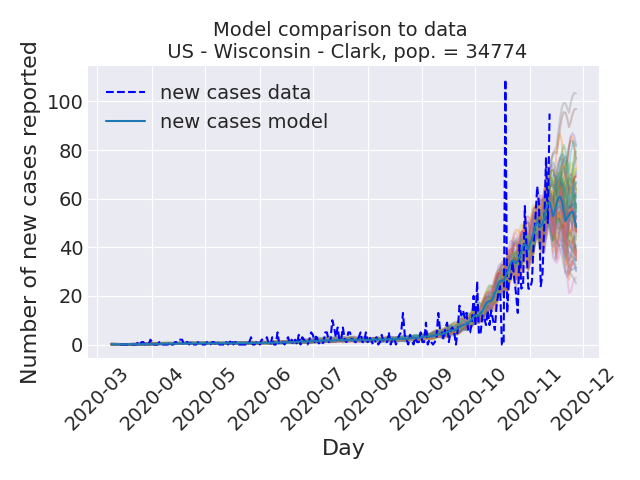 Model comparison to data
US - Wisconsin - Clark, pop. = 34774
Number of new cases reported
100
80
60
40
20
0
new cases data
new cases model
2020-03
2020-04
2020-05
2020-06
2020-07
2020-08
2020-09
2020-10
2020-11
2020-12
Day